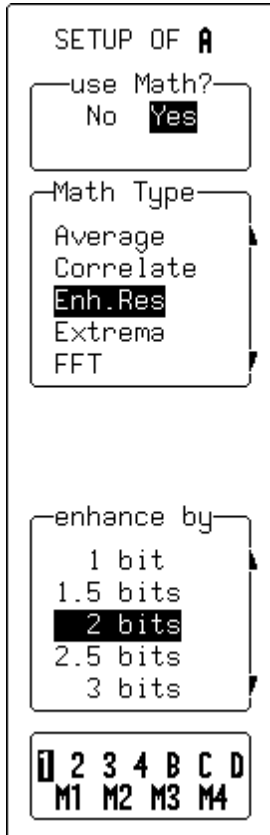 SETUP OF A
use Math?
No Yes
Math Type
Average
Correlate
Enh.Res
Extrema
FFT
enhance by
1 bit
1.5 bits
2 bits
2.5 bits
3 bits
1 2 3 4 B C D
M1 M2 M3 M4